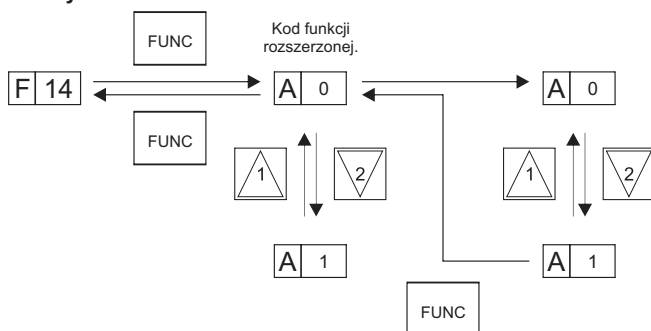 FUNC
Kod funkcji
rozszerzonej.
F 14
A 0
A 0
FUNC
1
2
1
2
A 1
A 1
FUNC